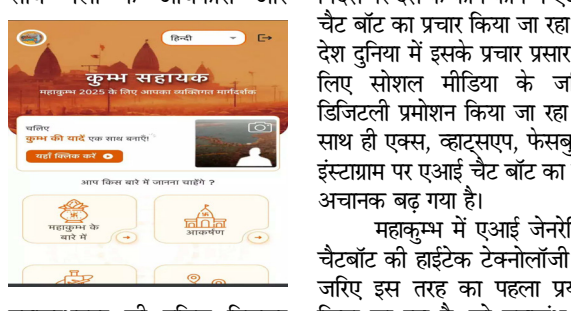 हिन्दी
कुम्भ सहायक
महाकुम्भ 2025 के लिए आपका व्यक्तिगत मार्गदर्शक
चलिए
कुम्भ की यादें एक साथ बनाएँ!
यहाँ क्लिक करें
आप किस बारे में जानना चाहेंगे ?
महाकुम्भ के
बारे में
आकर्षण
चैट बॉट का प्रचार किया जा रहा
देश दुनिया में इसके प्रचार प्रसार
लिए सोशल मीडिया के
डिजिटली प्रमोशन किया जा रहा
साथ ही एक्स, व्हाट्सएप,
इंस्टाग्राम पर एआई चैट बॉट का
अचानक बढ़ गया है।
महाकुम्भ में एआई
चैटबॉट की हाईटेक टेक्नोलॉजी
जरिए इस तरह का पहला